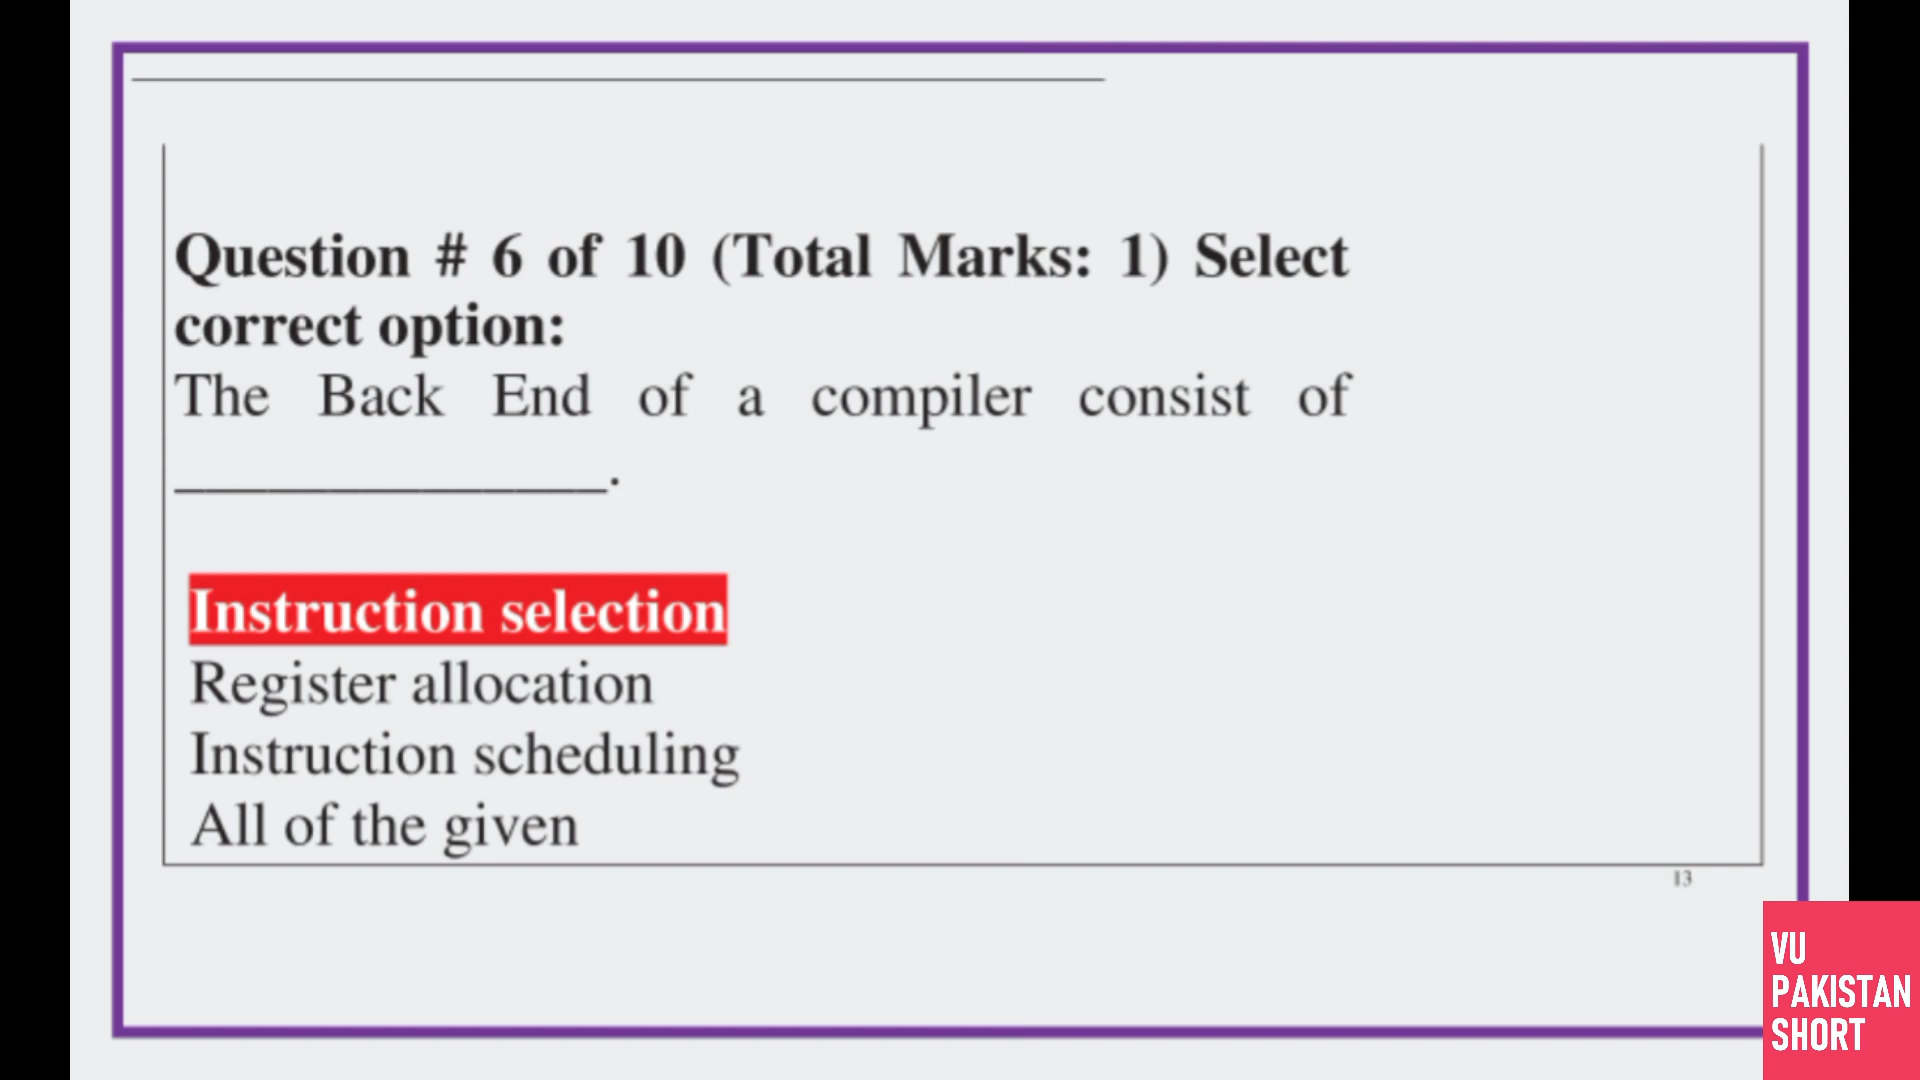 Question # 6 of 10 (Total Marks: 1) Select
correct option:
The Back End of a compiler consist of
______________.
Instruction selection
Register allocation
Instruction scheduling
All of the given
13
VU
PAKISTAN
SHORT